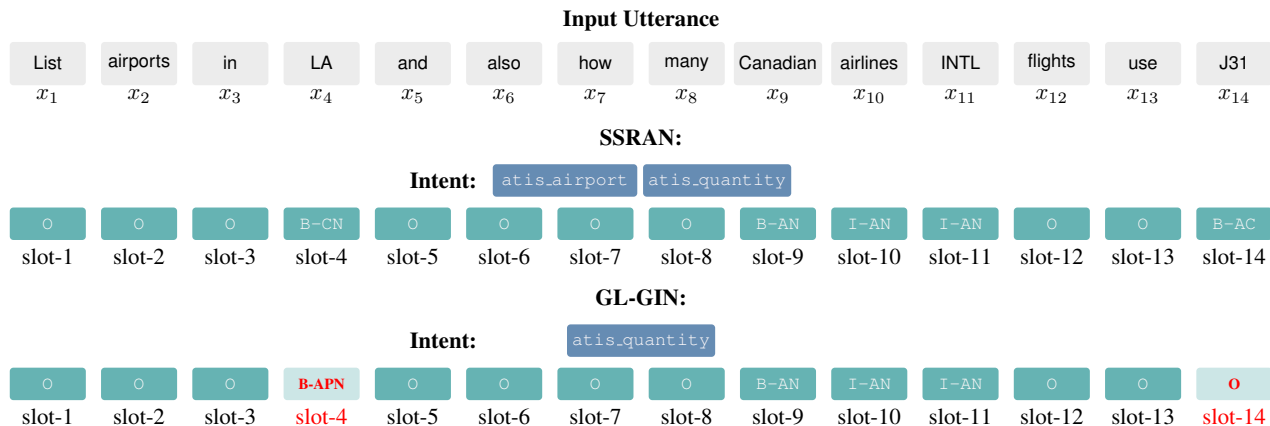 Input Utterance
List airports in LA and also how many Canadian airlines INTL flights use J31
x1 x2 x3 x4 x5 x6 x7 x8 x9 x10 x11 x12 x13 x14
SSRAN:
Intent: atis_airport atis_quantity
O O O B-CN O O O O B-AN I-AN I-AN O O B-AC
slot-1 slot-2 slot-3 slot-4 slot-5 slot-6 slot-7 slot-8 slot-9 slot-10 slot-11 slot-12 slot-13 slot-14
GL-GIN:
Intent: atis_quantity
O O O B-APN O O O O B-AN I-AN I-AN O O O
slot-1 slot-2 slot-3 slot-4 slot-5 slot-6 slot-7 slot-8 slot-9 slot-10 slot-11 slot-12 slot-13 slot-14